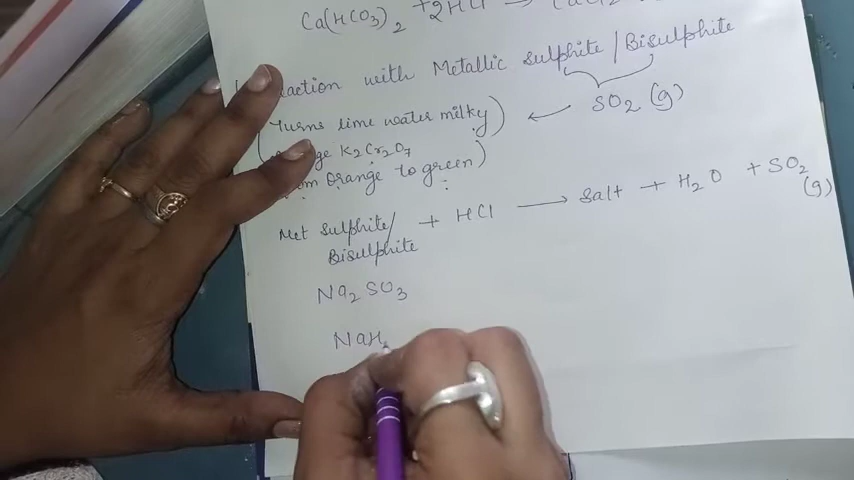 Ca(HCO3)2 + 2HCl → CaCl2
Reaction with Metallic sulphite / Bisulphite
(Turns lime water milky) ← SO2 (g)
K2Cr2O7
Orange to green)
Met Sulphite/ + HCl → Salt + H2O + SO2
Bisulphite (g)
Na2SO3
NaH